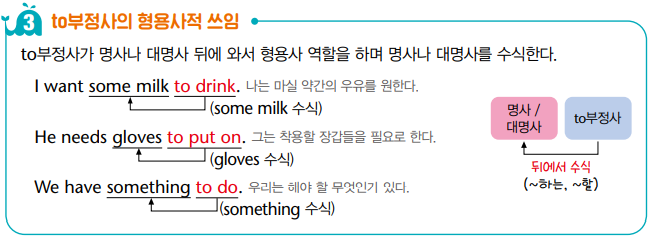 3 to부정사의 형용사적 쓰임
to부정사가 명사나 대명사 뒤에 와서 형용사 역할을 하며 명사나 대명사를 수식한다.
I want some milk to drink. 나는 마실 약간의 우유를 원한다.
(some milk 수식)
He needs gloves to put on. 그는 착용할 장갑들을 필요로 한다.
(gloves 수식)
We have something to do. 우리는 헤야 할 무엇인기 있다.
(something 수식)
명사 /
대명사
to부정사
뒤에서 수식
(~하는, ~할)